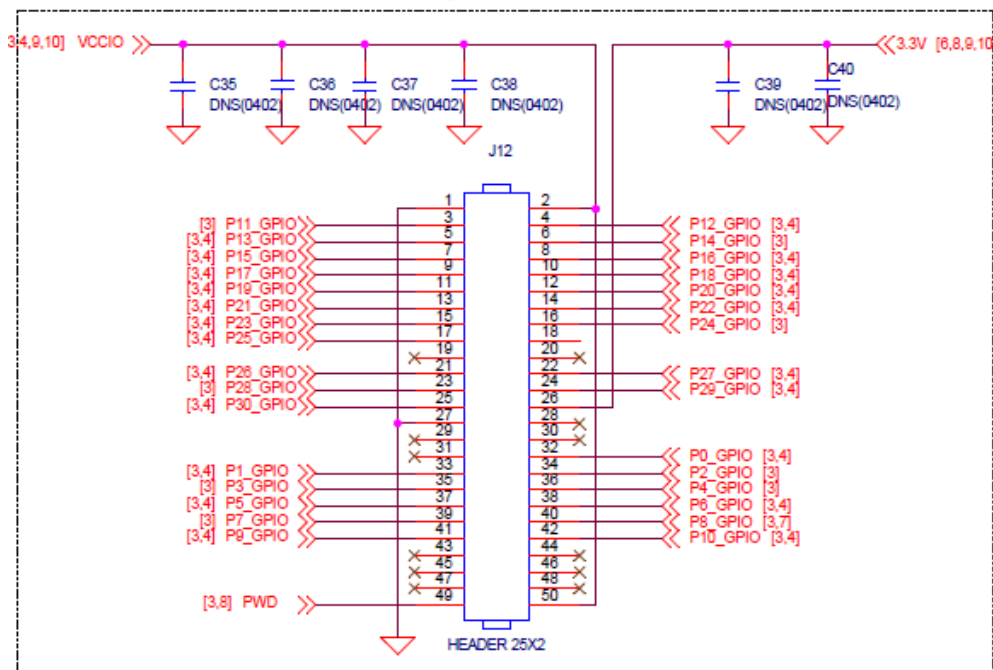 3,4,9,10] VCCIO 3.3V [6,8,9,10
C35 C36 C37 C38 C39 C40
DNS(0402) DNS(0402) DNS(0402) DNS(0402) DNS(0402) DNS(0402)
J12
1 2
[3] P11_GPIO 3 4 P12_GPIO [3,4]
[3,4] P13_GPIO 5 6 P14_GPIO [3]
[3,4] P15_GPIO 7 8 P16_GPIO [3,4]
[3,4] P17_GPIO 9 10 P18_GPIO [3,4]
[3,4] P19_GPIO 11 12 P20_GPIO [3,4]
[3,4] P21_GPIO 13 14 P22_GPIO [3,4]
[3,4] P23_GPIO 15 16 P24_GPIO [3]
[3,4] P25_GPIO 17 18
19 20
[3,4] P26_GPIO 21 22 P27_GPIO [3,4]
[3] P28_GPIO 23 24 P29_GPIO [3,4]
[3,4] P30_GPIO 25 26
27 28
29 30
31 32 P0_GPIO [3,4]
[3,4] P1_GPIO 33 34 P2_GPIO [3]
[3] P3_GPIO 35 36 P4_GPIO [3]
[3,4] P5_GPIO 37 38 P6_GPIO [3,4]
[3] P7_GPIO 39 40 P8_GPIO [3,7]
[3,4] P9_GPIO 41 42 P10_GPIO [3,4]
43 44
45 46
47 48
[3,8] PWD 49 50
HEADER 25X2